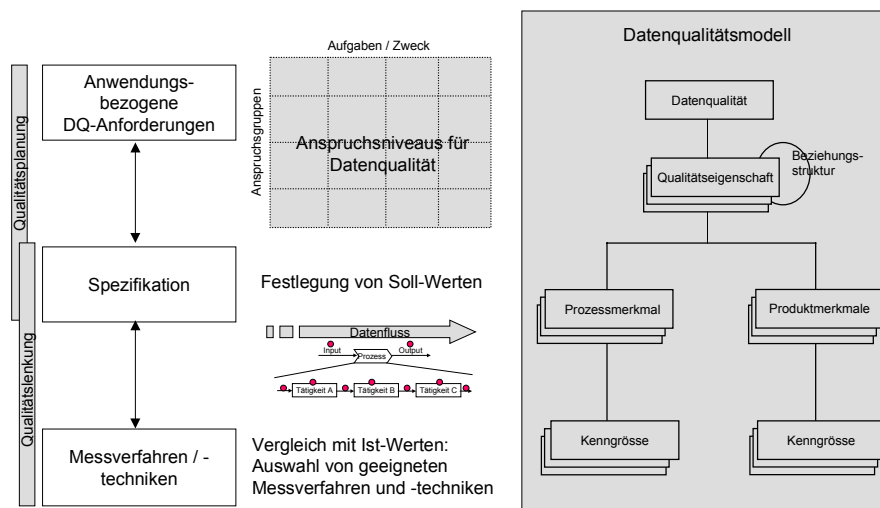 Qualitätsplanung
Qualitätslenkung
Anwendungs-
bezogene
DQ-Anforderungen
Spezifikation
Messverfahren / -
techniken
Aufgaben / Zweck
Anspruchsgruppen
Anspruchsniveaus für
Datenqualität
Festlegung von Soll-Werten
Datenfluss
Input
Prozess
Output
Tätigkeit A
Tätigkeit B
Tätigkeit C
Vergleich mit Ist-Werten:
Auswahl von geeigneten
Messverfahren und -techniken
Datenqualitätsmodell
Datenqualität
Qualitätseigenschaft
Beziehungs-
struktur
Prozessmerkmal
Produktmerkmale
Kenngrösse
Kenngrösse